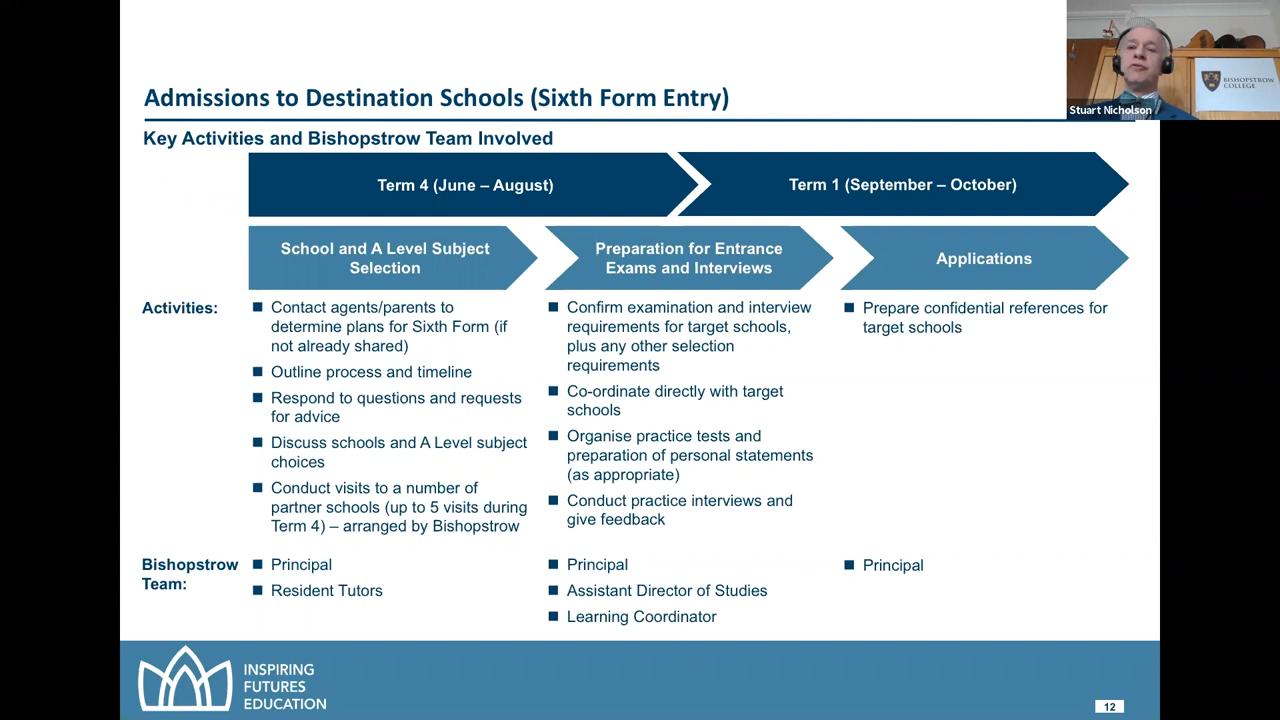 Admissions to Destination Schools (Sixth Form Entry)
BISHOPSTROW
COLLEGE
Stuart Nicholson
Key Activities and Bishopstrow Team Involved
Term 4 (June – August)
Term 1 (September – October)
School and A Level Subject
Selection
Preparation for Entrance
Exams and Interviews
Applications
Activities:
Contact agents/parents to
determine plans for Sixth Form (if
not already shared)
Outline process and timeline
Respond to questions and requests
for advice
Discuss schools and A Level subject
choices
Conduct visits to a number of
partner schools (up to 5 visits during
Term 4) – arranged by Bishopstrow
Confirm examination and interview
requirements for target schools,
plus any other selection
requirements
Co-ordinate directly with target
schools
Organise practice tests and
preparation of personal statements
(as appropriate)
Conduct practice interviews and
give feedback
Prepare confidential references for
target schools
Bishopstrow
Team:
Principal
Resident Tutors
Principal
Assistant Director of Studies
Learning Coordinator
Principal
INSPIRING
FUTURES
EDUCATION
12